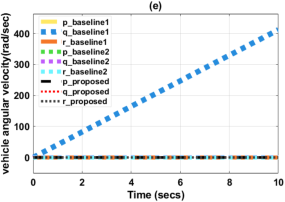 (e)
vehicle angular velocity(rad/sec)
400
300
200
100
0
p_baseline1
q_baseline1
r_baseline1
p_baseline2
q_baseline2
r_baseline2
p_proposed
q_proposed
r_proposed
0 2 4 6 8 10
Time (secs)